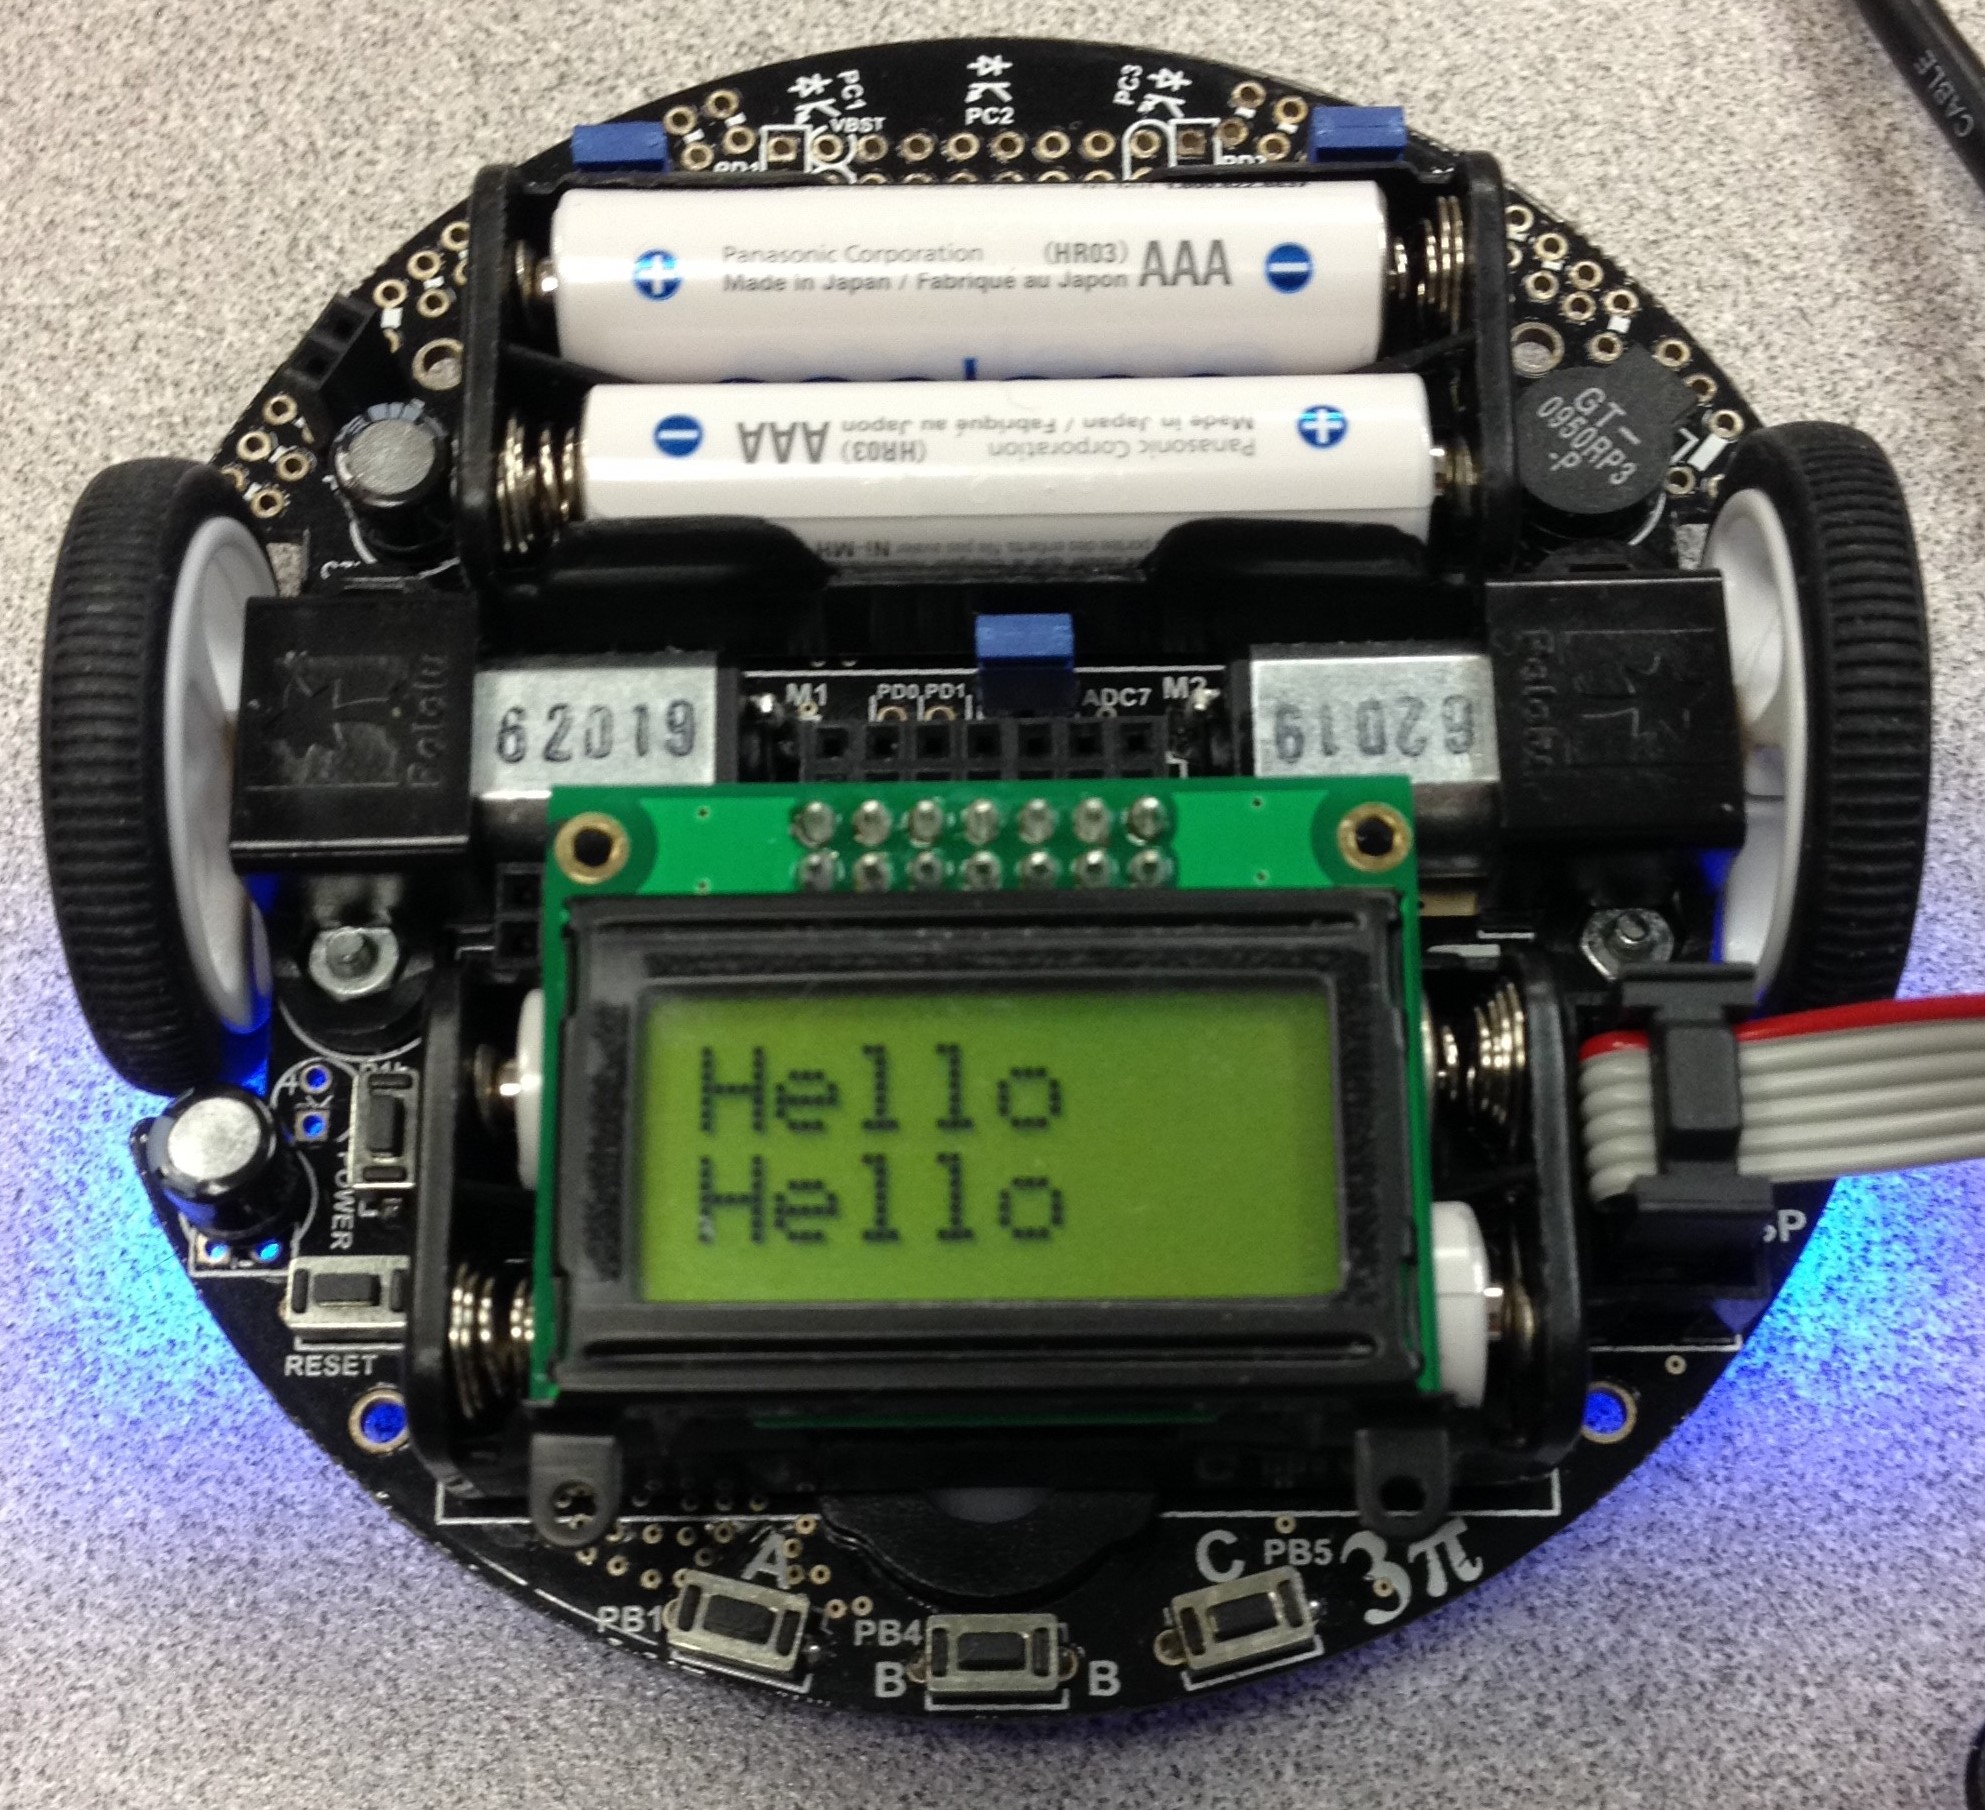 CABLE
PC1
PC2
PC3
VBST
PD1
Panasonic Corporation (HR03) AAA
Made in Japan / Fabriqué au Japon
Made in Japan / Fabriqué au Japon AAA
Panasonic Corporation (HR03)
Ni-MH
GT-
0950RP3
-P
M1
PD0
PD1
ADC7
M2
62019
62019
Pololu
Pololu
Hello
Hello
POWER
RESET
A
C
PB5
3π
PB1
PB4
B
B